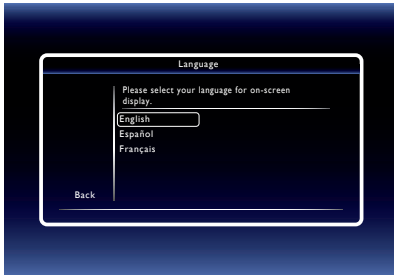 Language
Please select your language for on-screen
display.
English
Español
Français
Back